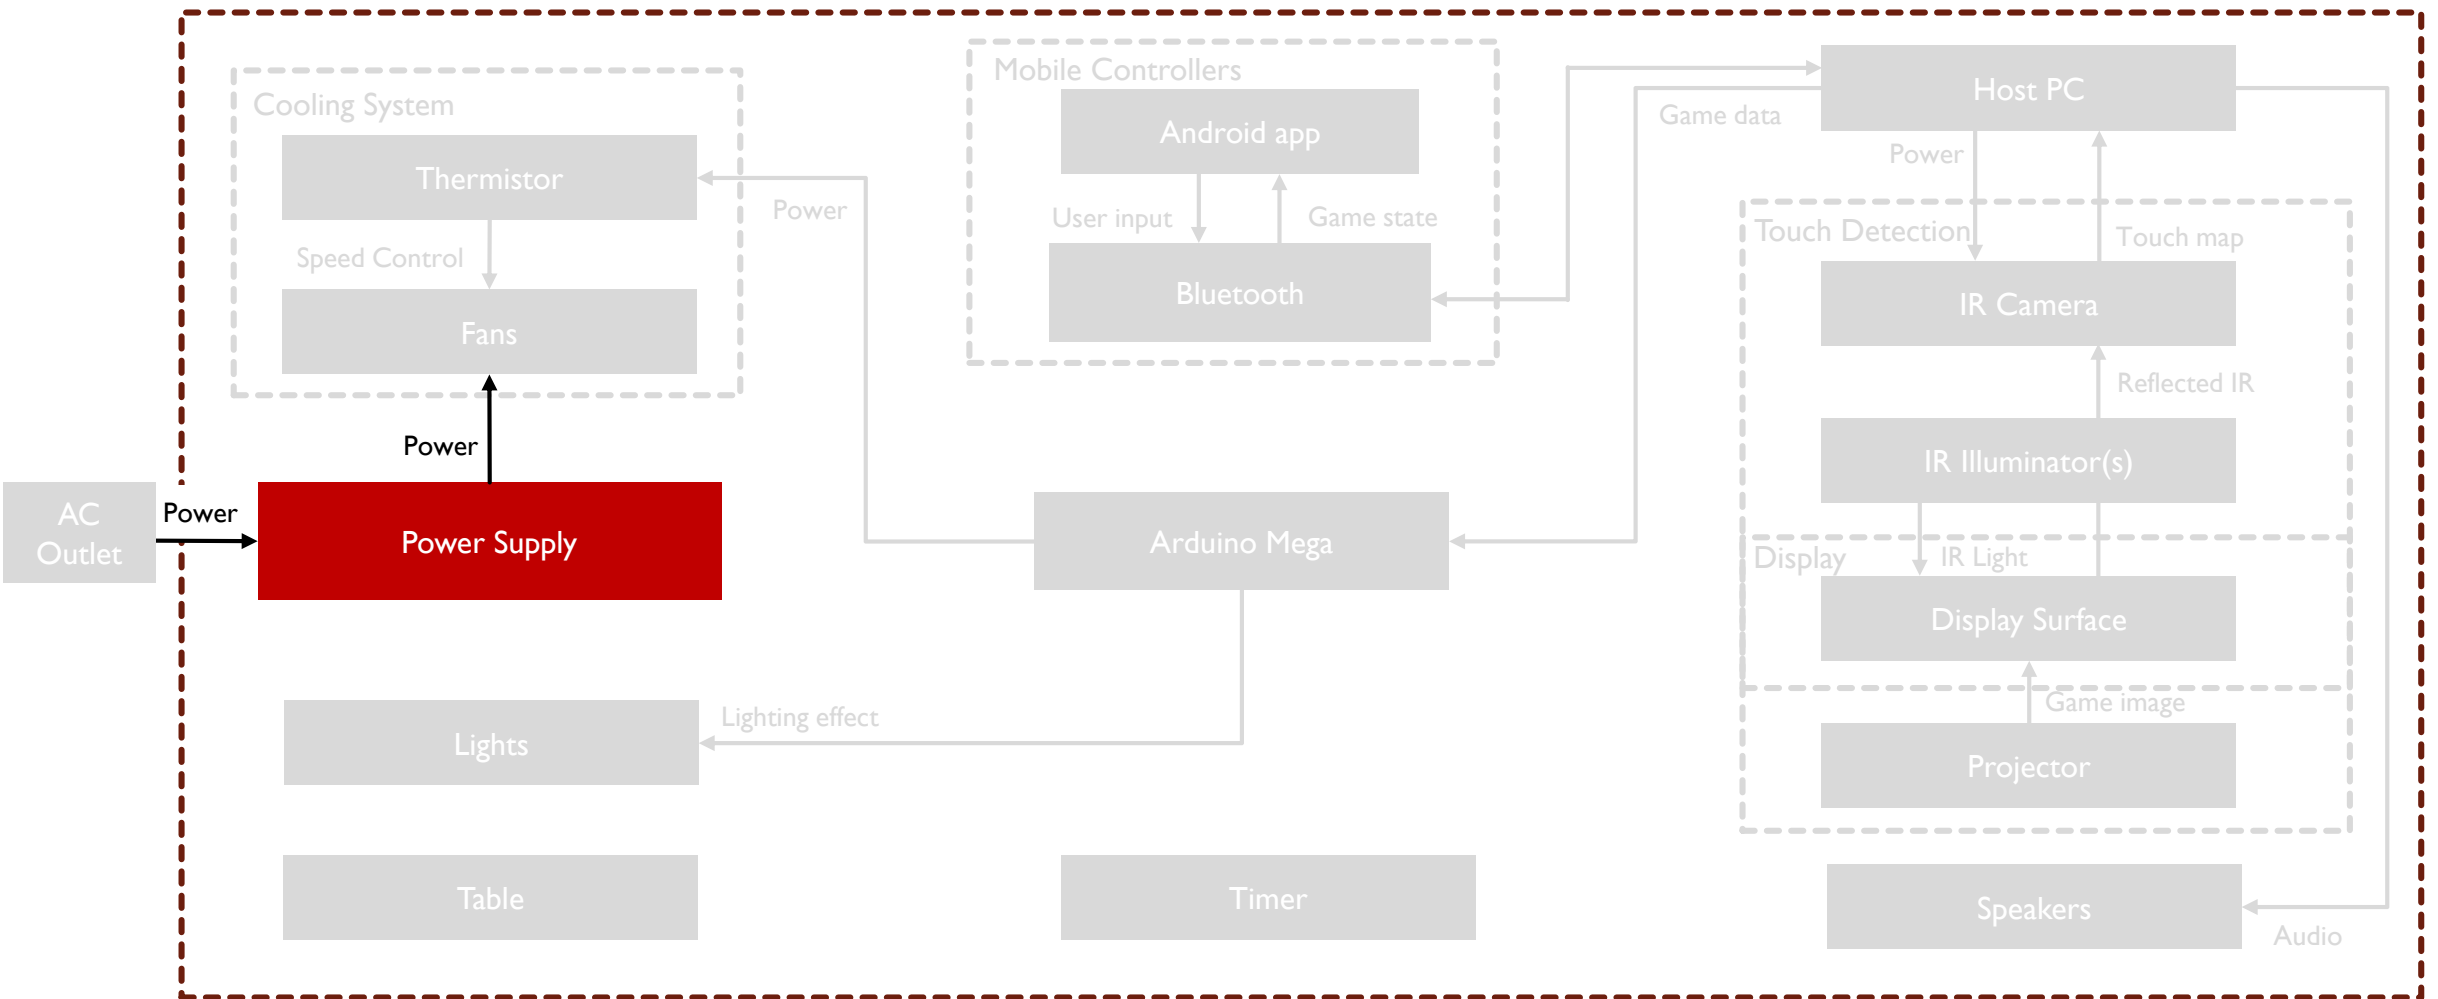 Cooling System
Thermistor
Speed Control
Fans
Power
Power
AC
Outlet
Power
Power Supply
Lights
Lighting effect
Table
Mobile Controllers
Android app
User input
Game state
Bluetooth
Arduino Mega
Timer
Host PC
Game data
Power
Touch Detection
Touch map
IR Camera
Reflected IR
IR Illuminator(s)
Display
IR Light
Display Surface
Game image
Projector
Speakers
Audio